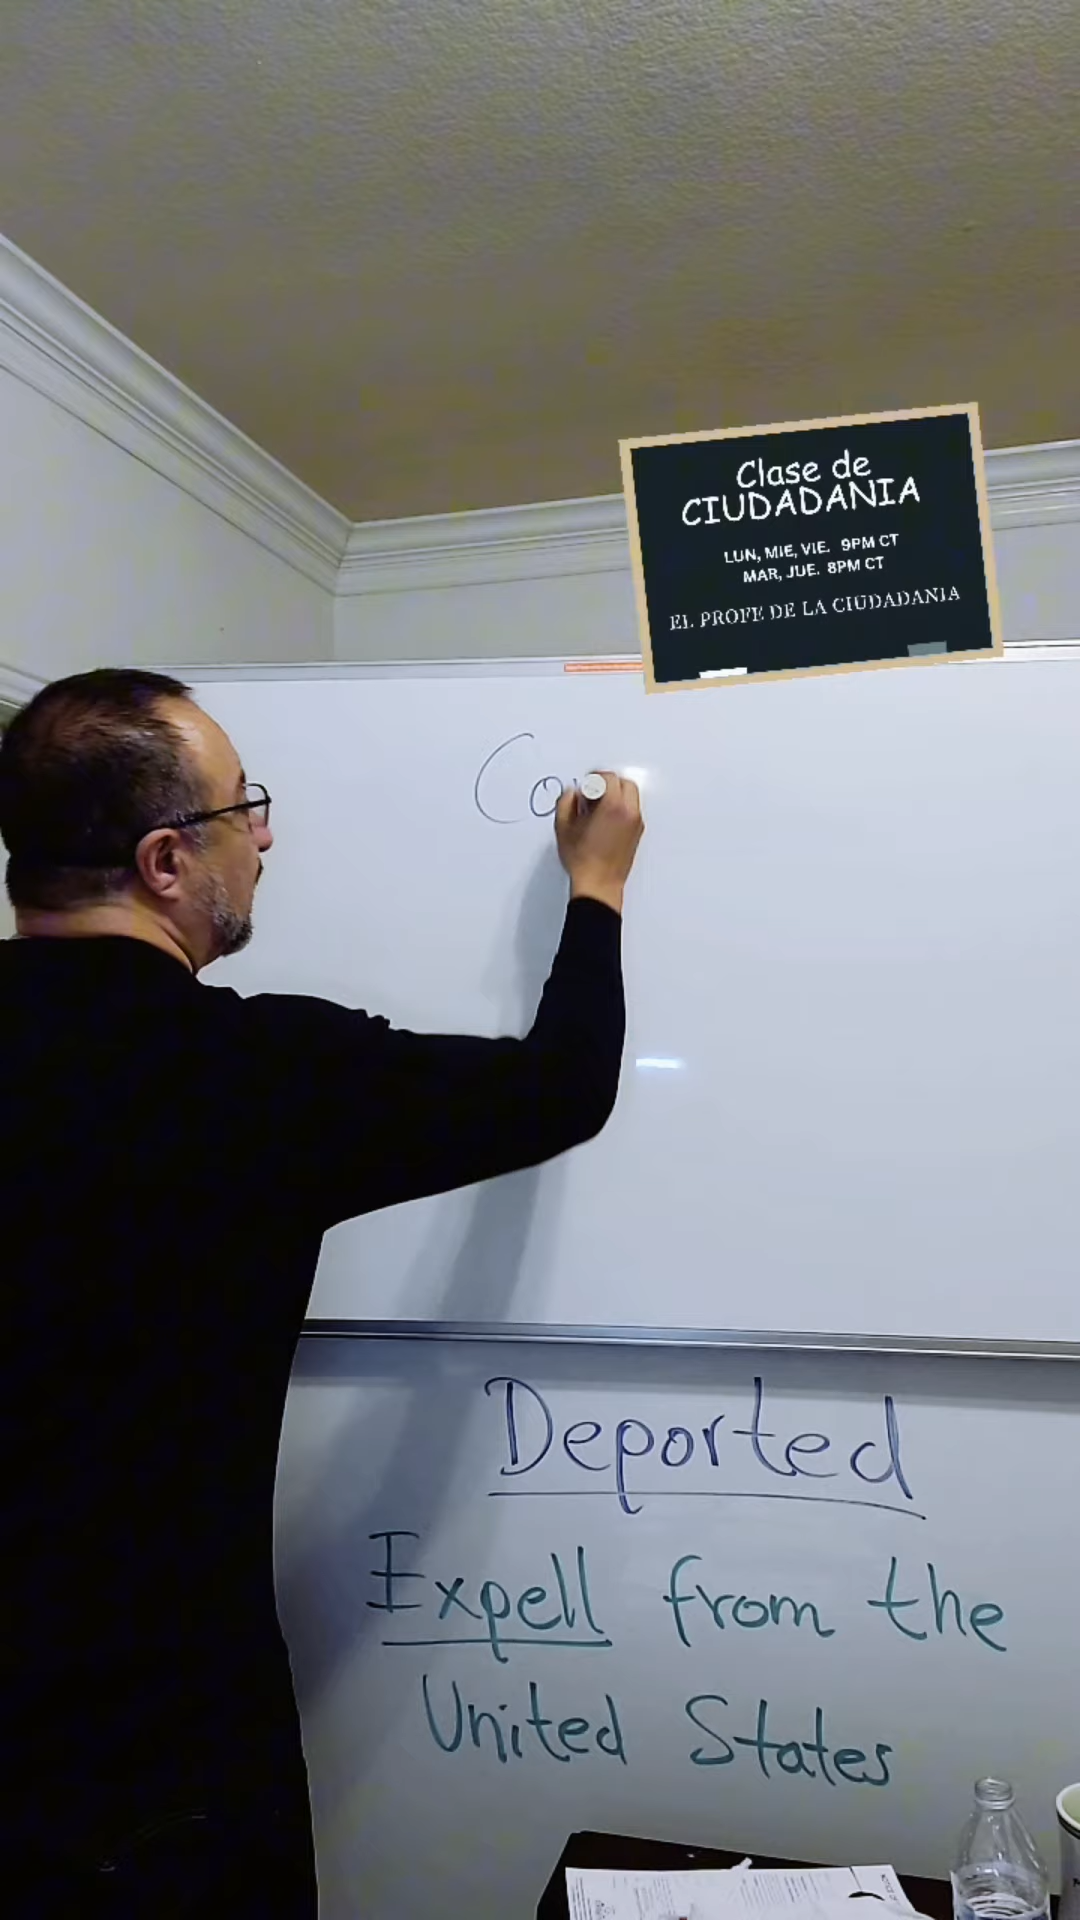 Clase de
CIUDADANIA
LUN, MIE, VIE. 9PM CT
MAR, JUE. 8PM CT
EL PROFE DE LA CIUDADANIA
Co
Deported
Expell from the
United States